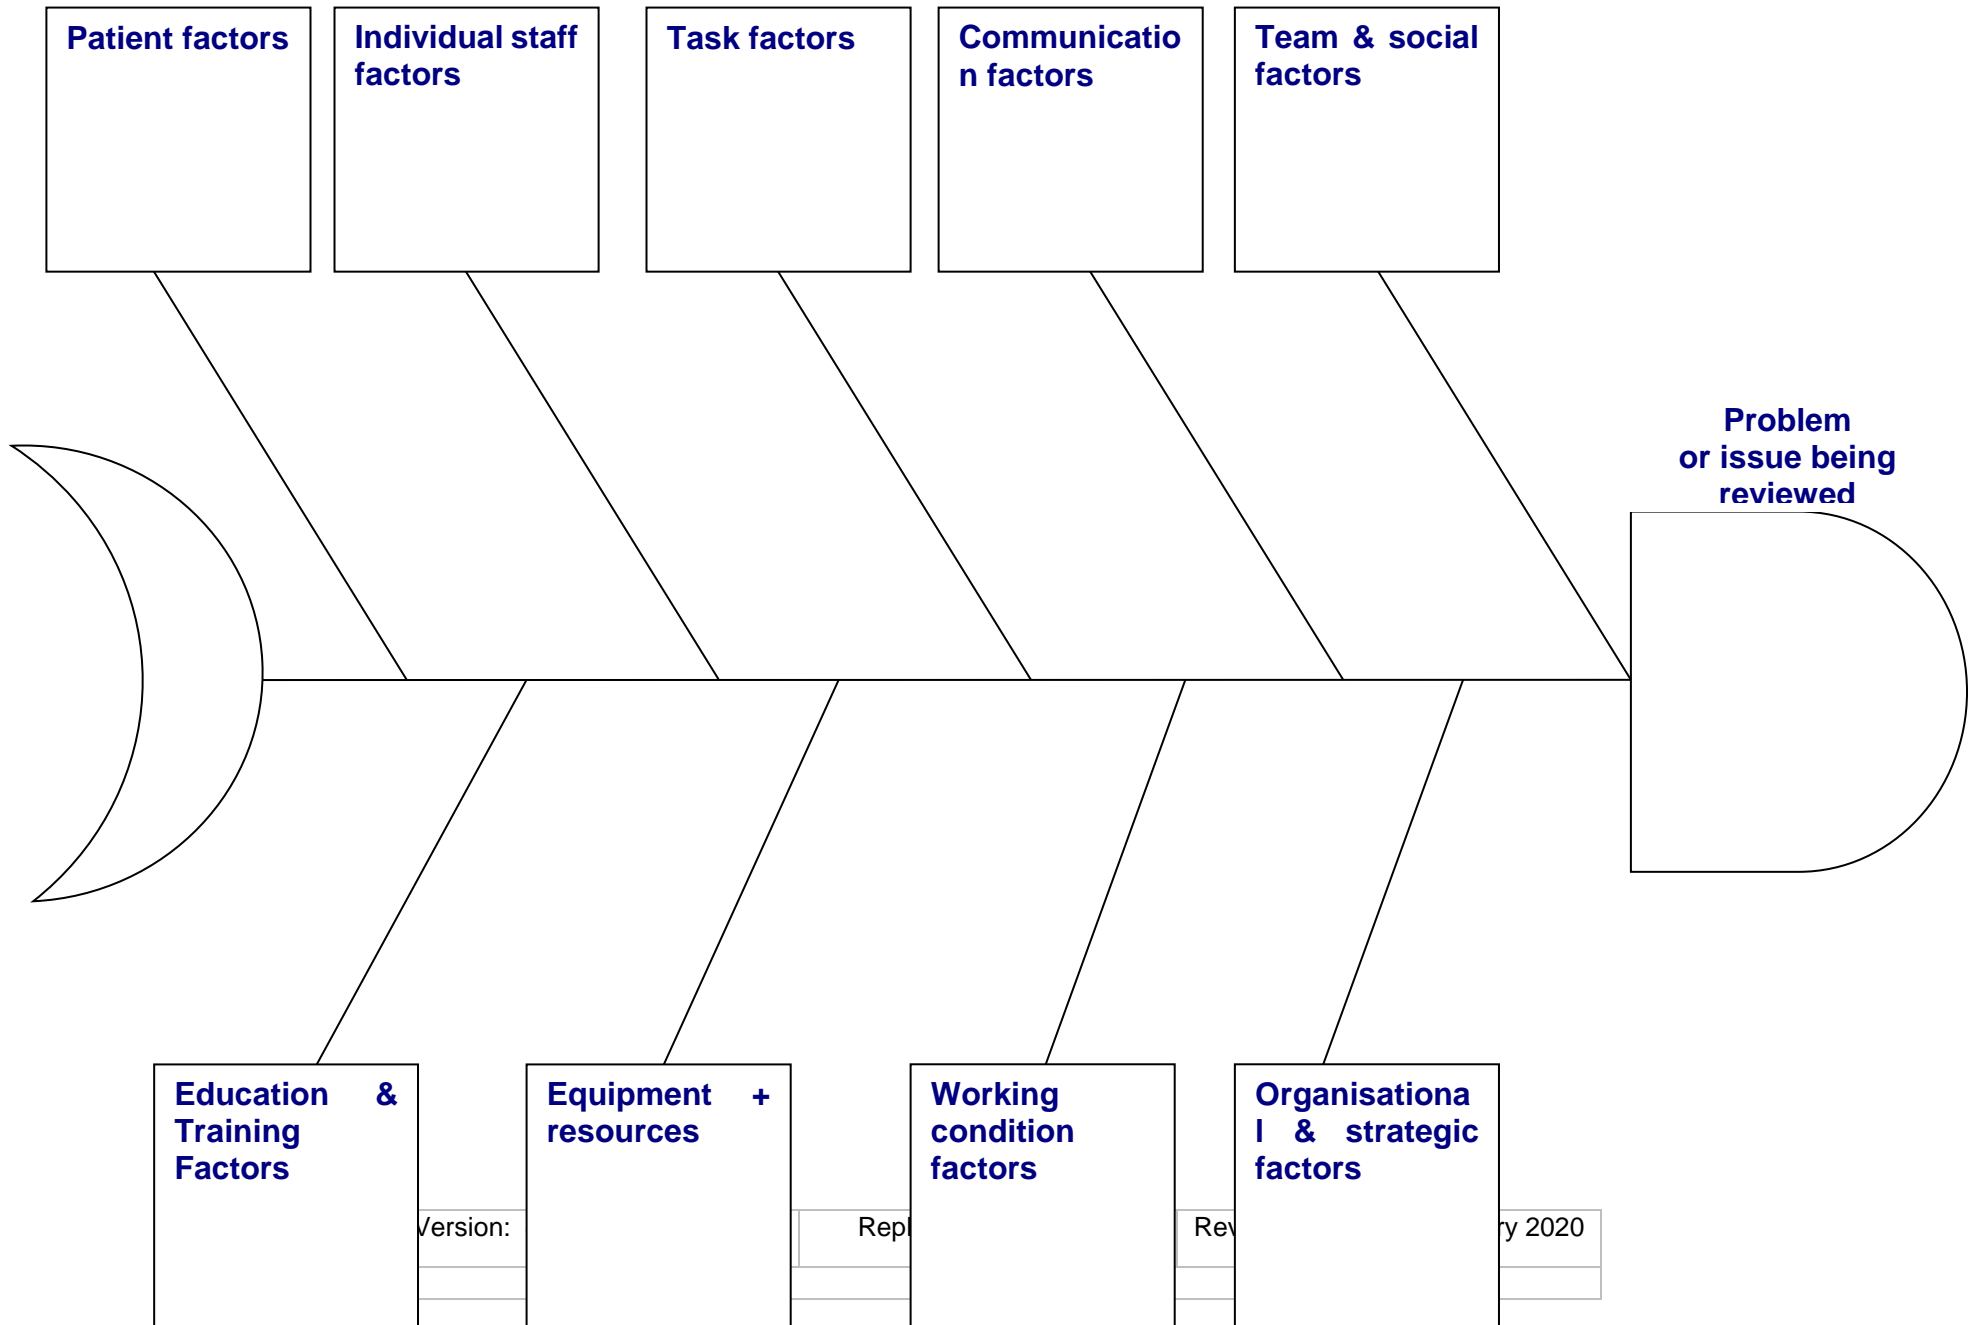 Patient factors
Individual staff
factors
Task factors
Communicatio
n factors
Team & social
factors
Problem
or issue being
reviewed
Education &
Training
Factors
Equipment +
resources
Working
condition
factors
Organisationa
l & strategic
factors
Version:
2020